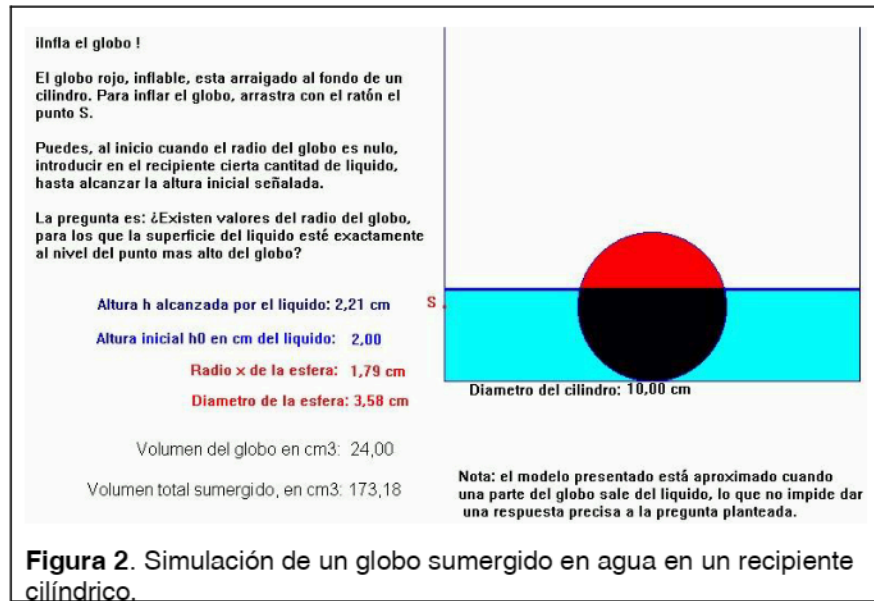 ¡Infla el globo !
El globo rojo, inflable, esta arraigado al fondo de un
cilindro. Para inflar el globo, arrastra con el ratón el
punto S.
Puedes, al inicio cuando el radio del globo es nulo,
introducir en el recipiente cierta cantitad de liquido,
hasta alcanzar la altura inicial señalada.
La pregunta es: ¿Existen valores del radio del globo,
para los que la superficie del liquido esté exactamente
al nivel del punto mas alto del globo?
Altura h alcanzada por el liquido: 2,21 cm
Altura inicial h0 en cm del liquido: 2,00
Radio x de la esfera: 1,79 cm
Diametro de la esfera: 3,58 cm
Volumen del globo en cm3: 24,00
Volumen total sumergido, en cm3: 173,18
S
Diametro del cilindro: 10,00 cm
Nota: el modelo presentado está aproximado cuando
una parte del globo sale del liquido, lo que no impide dar
una respuesta precisa a la pregunta planteada.
Figura 2. Simulación de un globo sumergido en agua en un recipiente
cilíndrico.